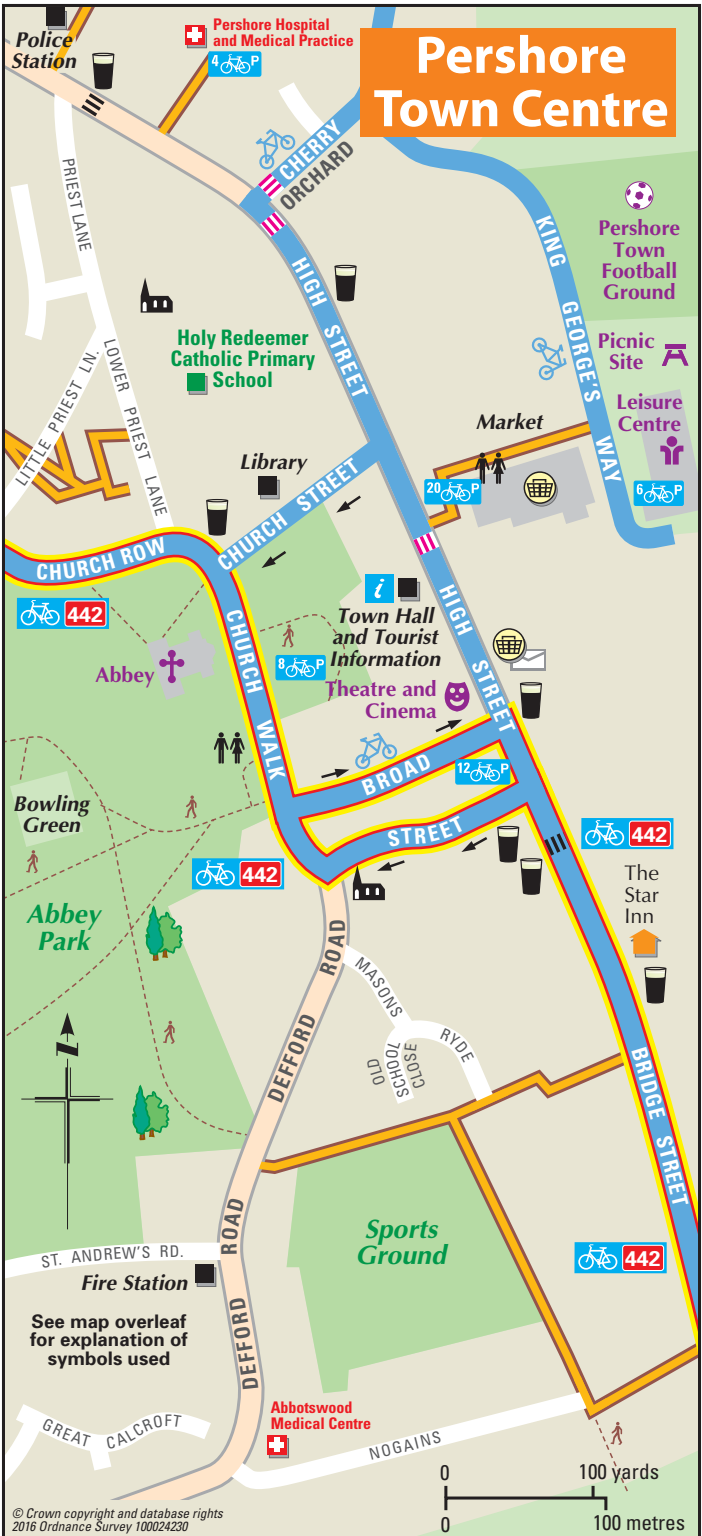 Pershore
Town Centre
Police
Station
Pershore Hospital
and Medical Practice
4 P
CHERRY
ORCHARD
PRIEST LANE
HIGH STREET
KING GEORGE'S WAY
Pershore
Town
Football
Ground
Holy Redeemer
Catholic Primary
School
Picnic
Site
LITTLE PRIEST LN.
LOWER PRIEST LANE
Leisure
Centre
Market
Library
CHURCH STREET
20 P
6 P
CHURCH ROW
442
i
Town Hall
and Tourist
Information
HIGH STREET
CHURCH WALK
Abbey
8 P
Theatre and
Cinema
BROAD
12 P
STREET
Bowling
Green
442
442
The
Star
Inn
Abbey
Park
DEFFORD ROAD
MASONS
RYDE
OLD
SCHOOL
CLOSE
N
BRIDGE STREET
Sports
Ground
ST. ANDREW'S RD.
442
Fire Station
See map overleaf
for explanation of
symbols used
DEFFORD ROAD
Abbotswood
Medical Centre
GREAT CALCROFT
NOGAINS
0 100 yards
0 100 metres
© Crown copyright and database rights
2016 Ordnance Survey 100024230